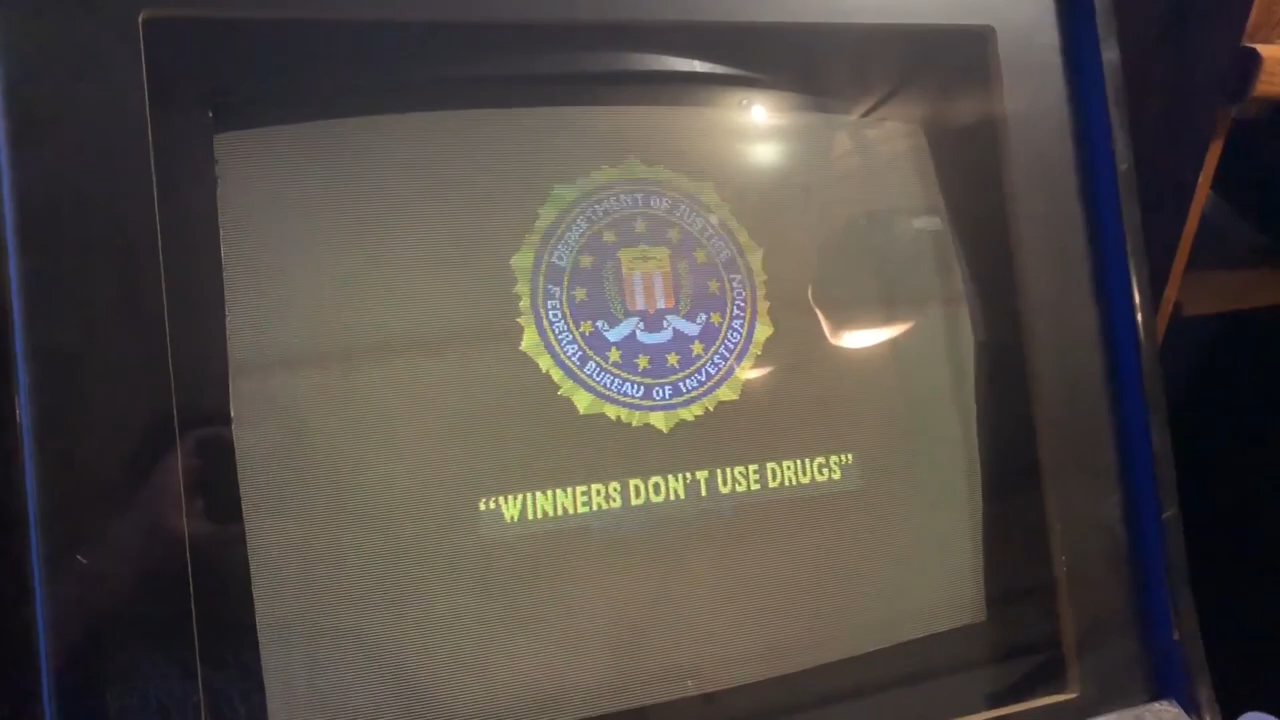 DEPARTMENT OF JUSTICE
FEDERAL BUREAU OF INVESTIGATION
“WINNERS DON’T USE DRUGS”